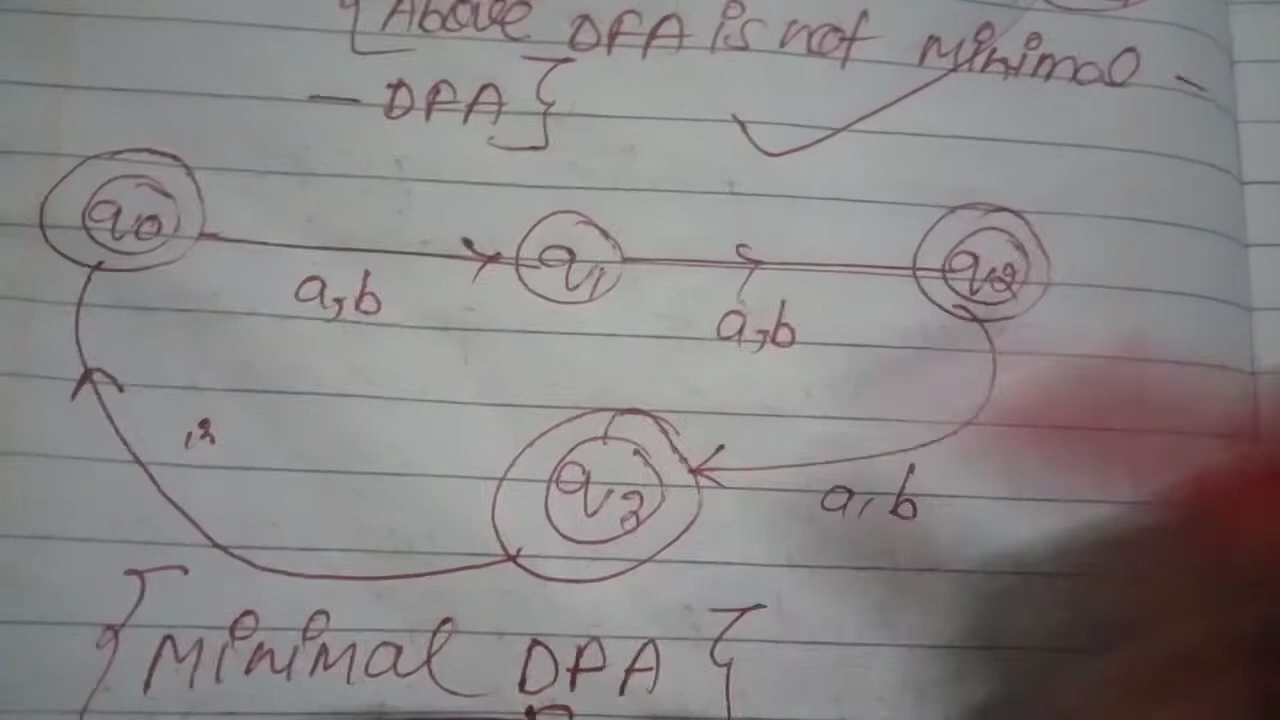 {Above DFA is not minimal -
- DFA}
q0
q1
q2
a,b
a,b
q3
a,b
{Minimal DFA}